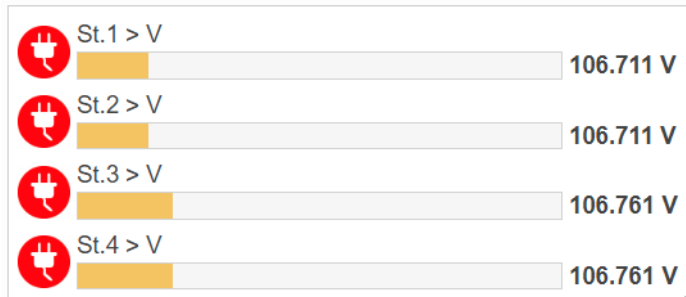 St.1 > V
106.711 V
St.2 > V
106.711 V
St.3 > V
106.761 V
St.4 > V
106.761 V